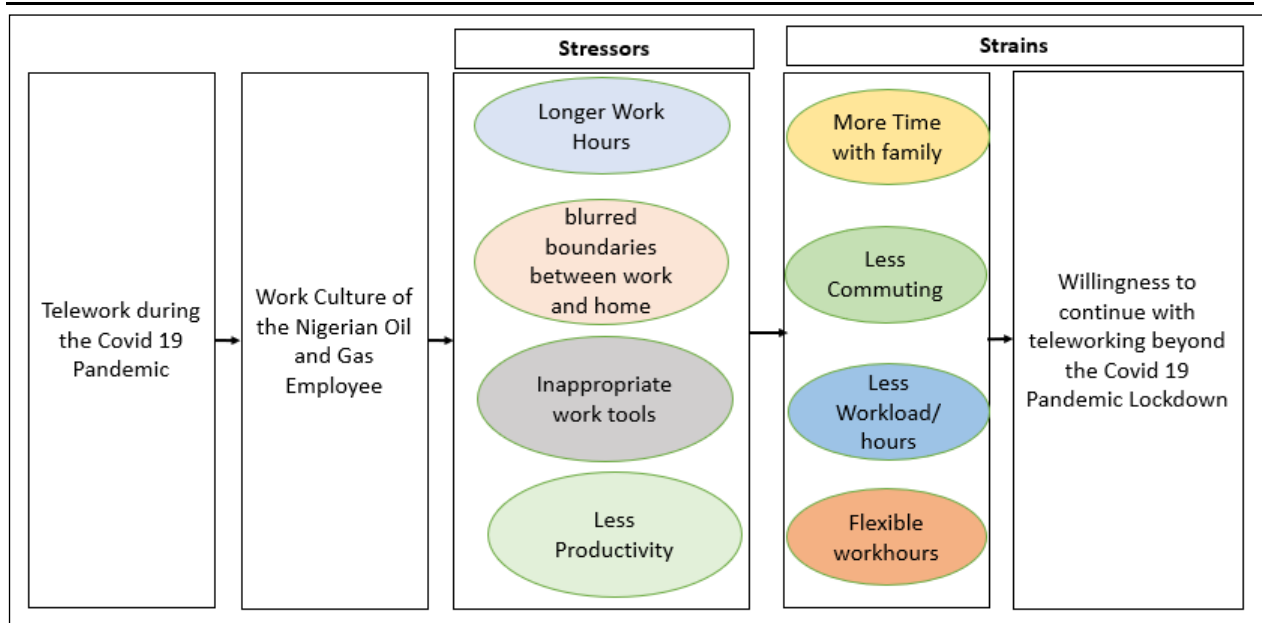 Stressors
Strains
Telework during
the Covid 19
Pandemic
Work Culture of
the Nigerian Oil
and Gas
Employee
Longer Work
Hours
blurred
boundaries
between work
and home
Inappropriate
work tools
Less
Productivity
More Time
with family
Less
Commuting
Less
Workload/
hours
Flexible
workhours
Willingness to
continue with
teleworking beyond
the Covid 19
Pandemic Lockdown